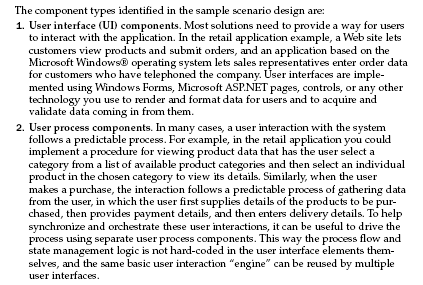 The component types identified in the sample scenario design are:
1. User interface (UI) components. Most solutions need to provide a way for users
to interact with the application. In the retail application example, a Web site lets
customers view products and submit orders, and an application based on the
Microsoft Windows® operating system lets sales representatives enter order data
for customers who have telephoned the company. User interfaces are imple-
mented using Windows Forms, Microsoft ASP.NET pages, controls, or any other
technology you use to render and format data for users and to acquire and
validate data coming in from them.
2. User process components. In many cases, a user interaction with the system
follows a predictable process. For example, in the retail application you could
implement a procedure for viewing product data that has the user select a
category from a list of available product categories and then select an individual
product in the chosen category to view its details. Similarly, when the user
makes a purchase, the interaction follows a predictable process of gathering data
from the user, in which the user first supplies details of the products to be pur-
chased, then provides payment details, and then enters delivery details. To help
synchronize and orchestrate these user interactions, it can be useful to drive the
process using separate user process components. This way the process flow and
state management logic is not hard-coded in the user interface elements them-
selves, and the same basic user interaction “engine” can be reused by multiple
user interfaces.